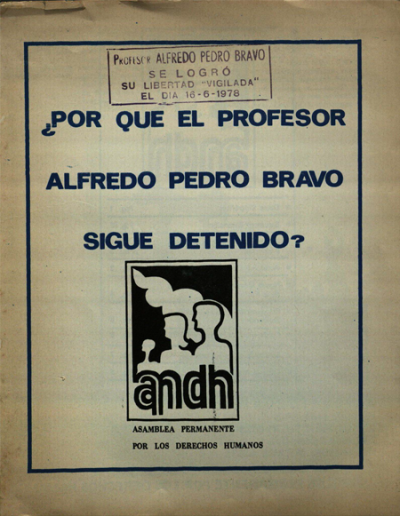 PROFESOR ALFREDO PEDRO BRAVO
SE LOGRÓ
SU LIBERTAD "VIGILADA"
EL DIA 16-6-1978
¿POR QUE EL PROFESOR
ALFREDO PEDRO BRAVO
SIGUE DETENIDO?
apdh
ASAMBLEA PERMANENTE
POR LOS DERECHOS HUMANOS